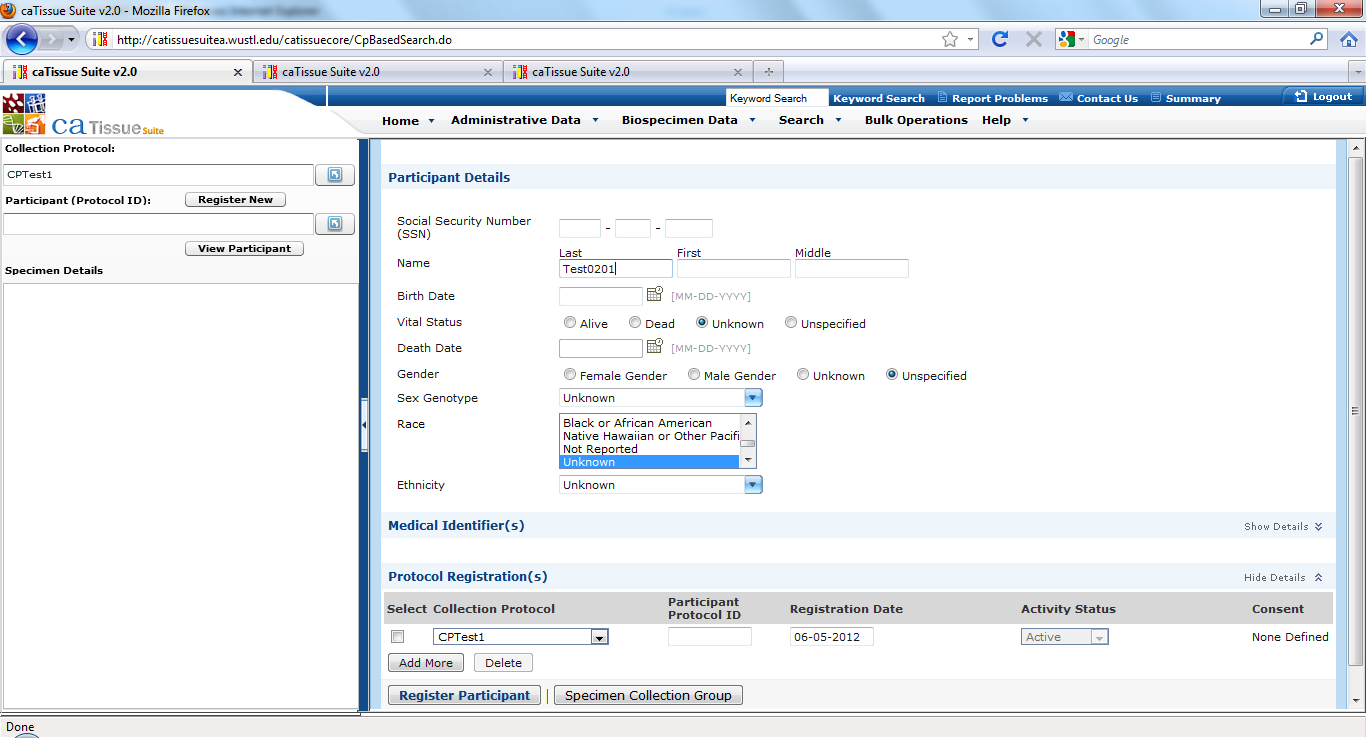 caTissue Suite v2.0 - Mozilla Firefox
http://catissuesuitea.wustl.edu/catissuecore/CpBasedSearch.do
Google
caTissue Suite v2.0
caTissue Suite v2.0
caTissue Suite v2.0
Keyword Search
Keyword Search
Report Problems
Contact Us
Summary
Logout
ca Tissue Suite
Home
Administrative Data
Biospecimen Data
Search
Bulk Operations
Help
Collection Protocol:
CPTest1
Participant (Protocol ID):
Register New
View Participant
Specimen Details
Participant Details
Social Security Number
(SSN)
- -
Last First Middle
Name
Test0201
Birth Date [MM-DD-YYYY]
Vital Status Alive Dead Unknown Unspecified
Death Date [MM-DD-YYYY]
Gender Female Gender Male Gender Unknown Unspecified
Sex Genotype Unknown
Race
Black or African American
Native Hawaiian or Other Pacifi
Not Reported
Unknown
Ethnicity Unknown
Medical Identifier(s) Show Details
Protocol Registration(s) Hide Details
Select Collection Protocol Participant Protocol ID Registration Date Activity Status Consent
CPTest1 06-05-2012 Active None Defined
Add More Delete
Register Participant | Specimen Collection Group
Done